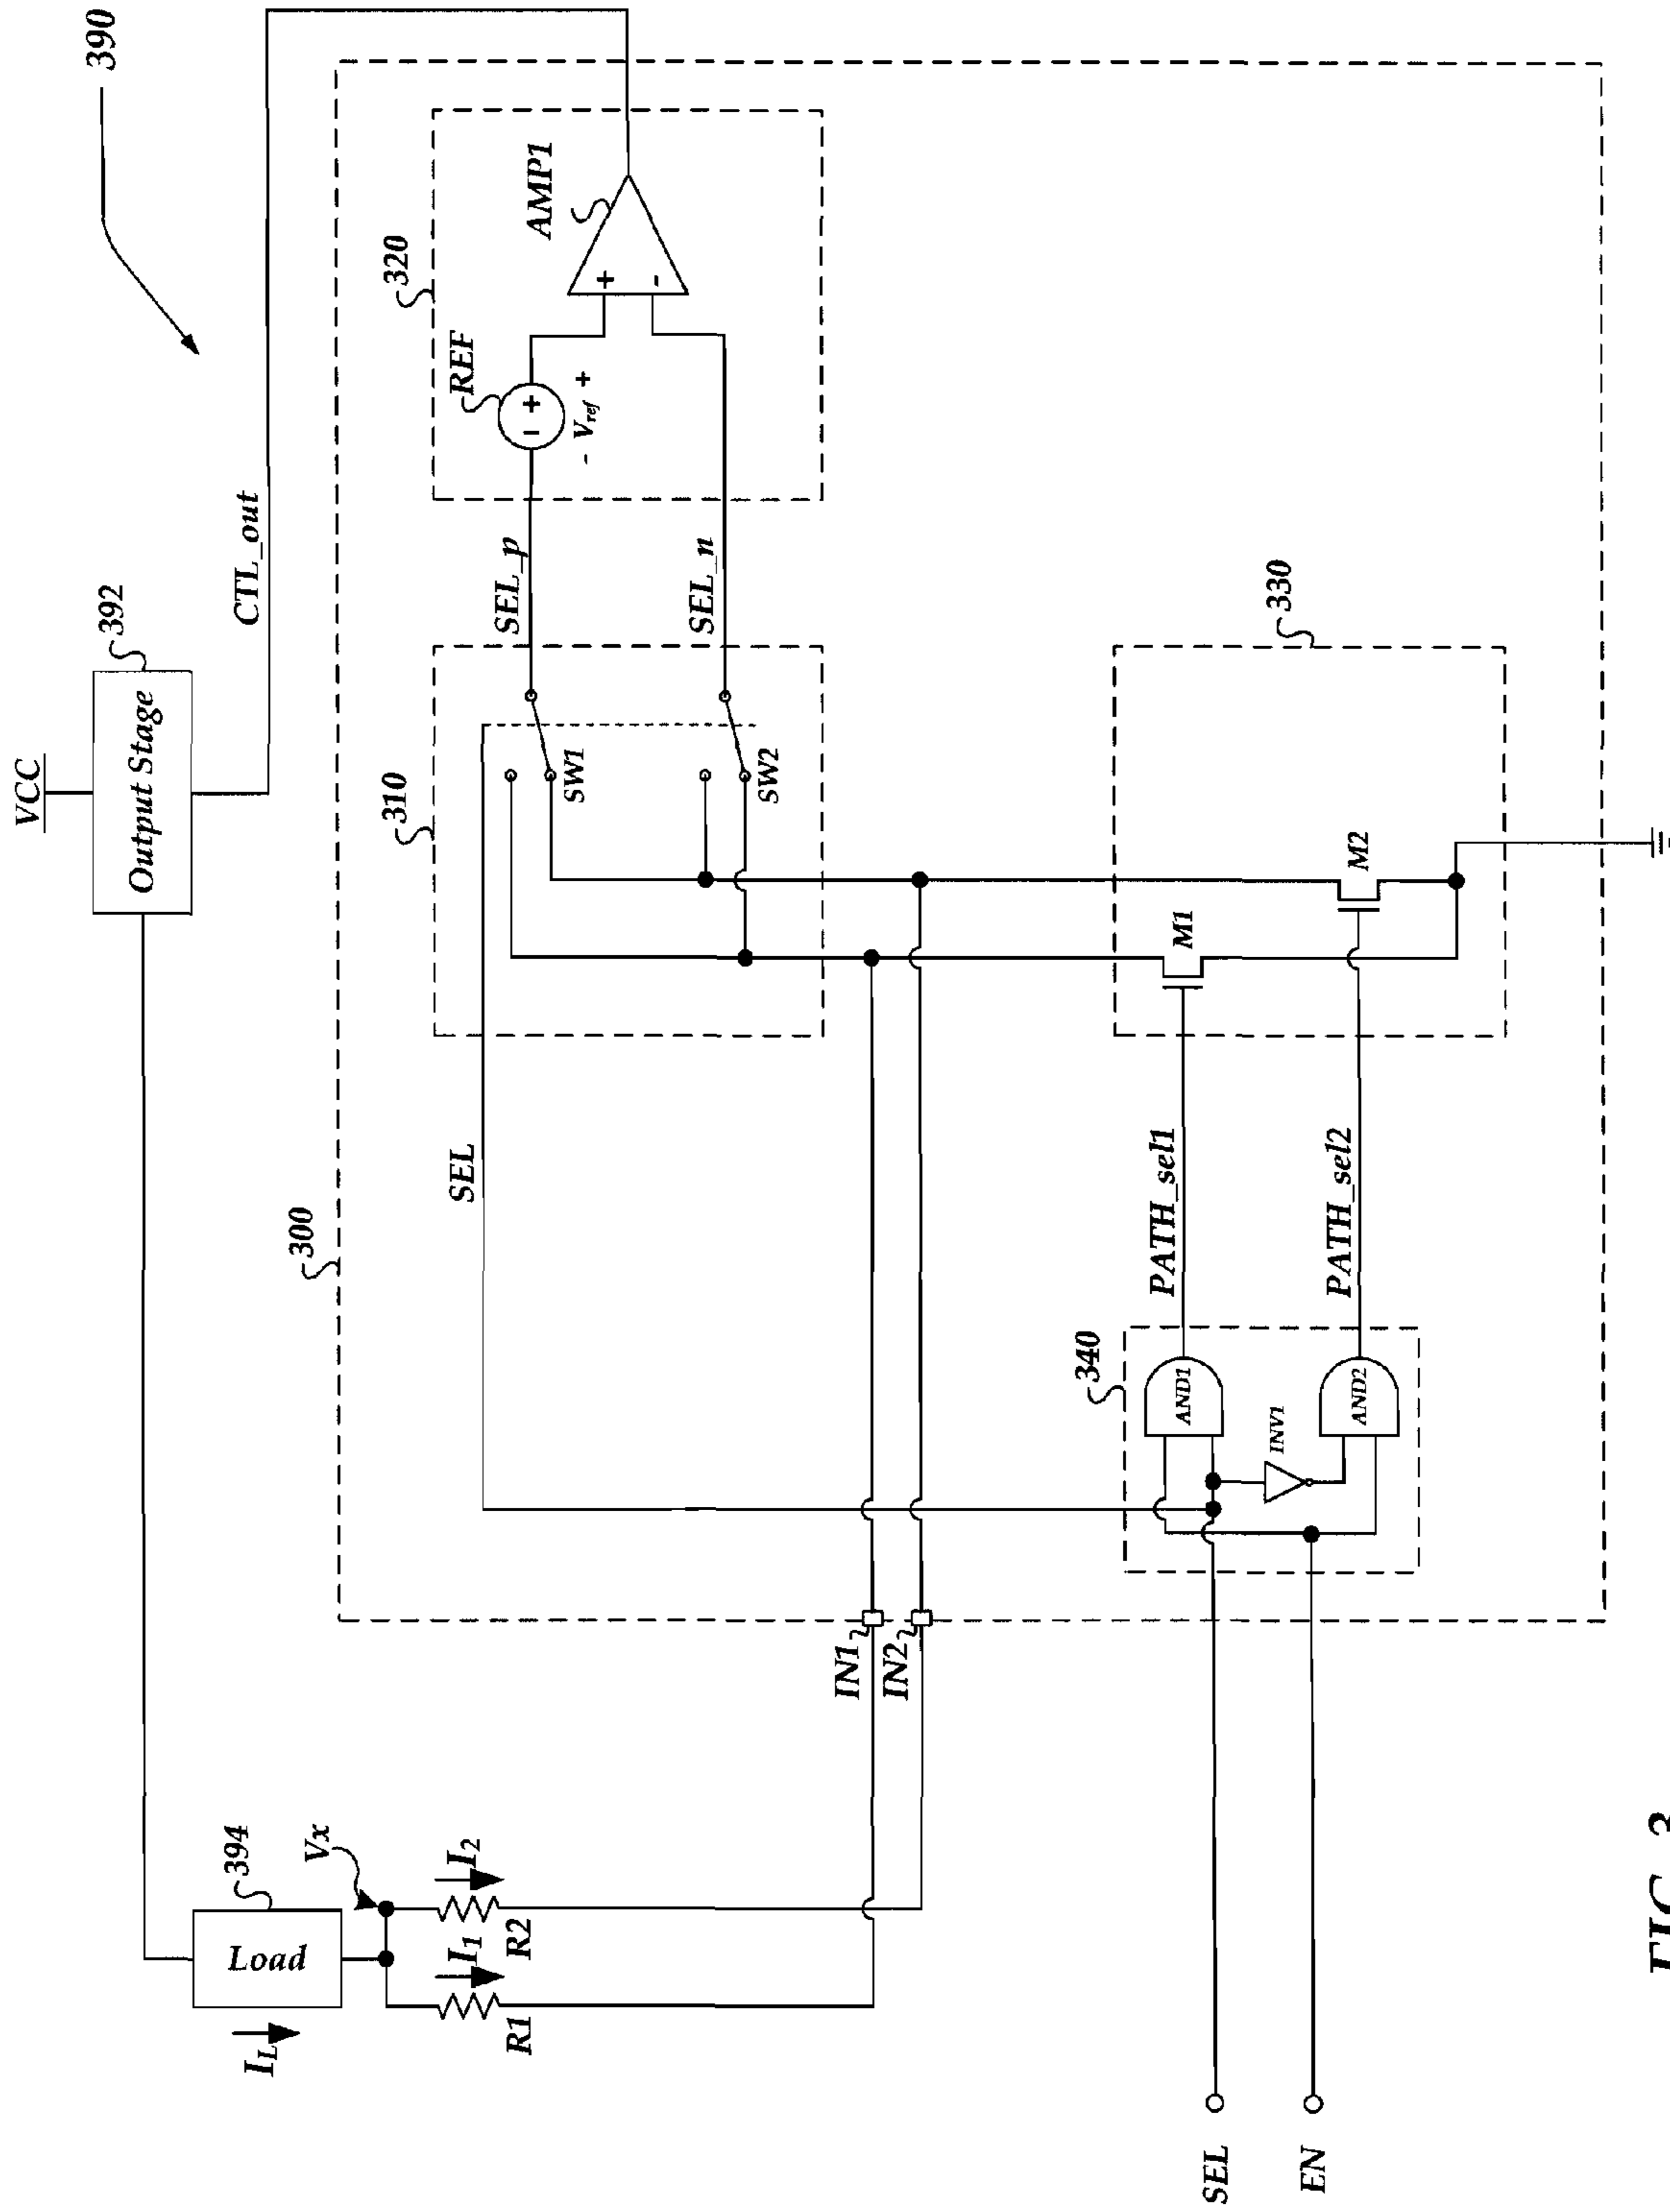 390
VCC
392
Output Stage
CTL_out
300
320
REF
AMP1
+
-
- +
- Vref +
310
SEL_p
SEL_n
SW1
SW2
SEL
330
M1
M2
340
PATH_sel1
PATH_sel2
AND1
INV1
AND2
394
Load
IL
Vx
I1
I2
R1
R2
IN1
IN2
SEL
EN
FIG. 3